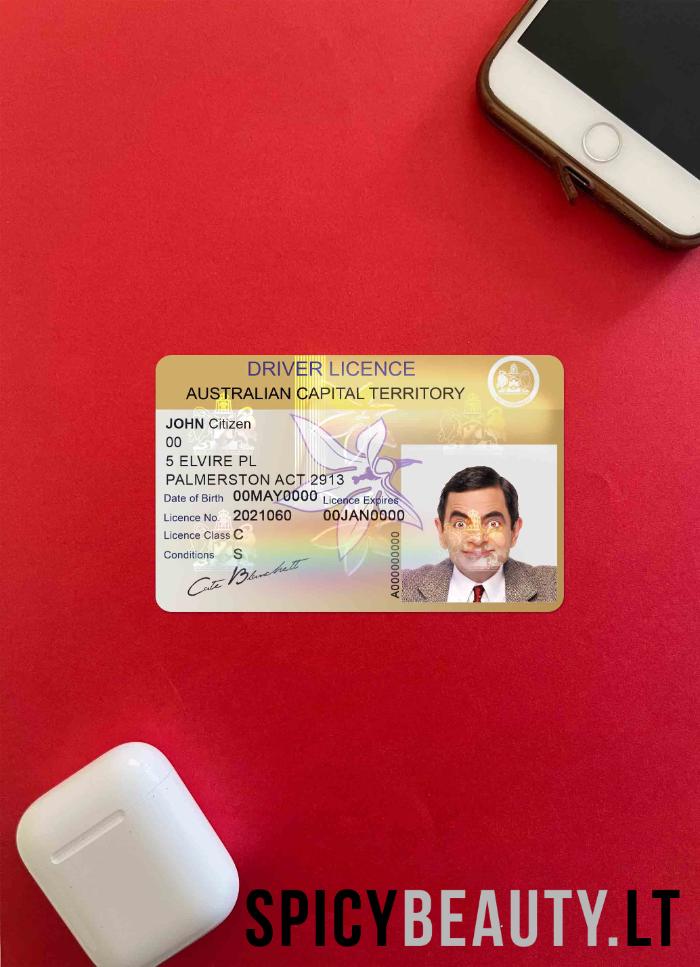 DRIVER LICENCE
AUSTRALIAN CAPITAL TERRITORY
JOHN Citizen
00
5 ELVIRE PL
PALMERSTON ACT 2913
Date of Birth 00MAY0000 Licence Expires
Licence No. 2021060 00JAN0000
Licence Class C
Conditions S
Cate Blanchett
A000000000
SPICYBEAUTY.LT